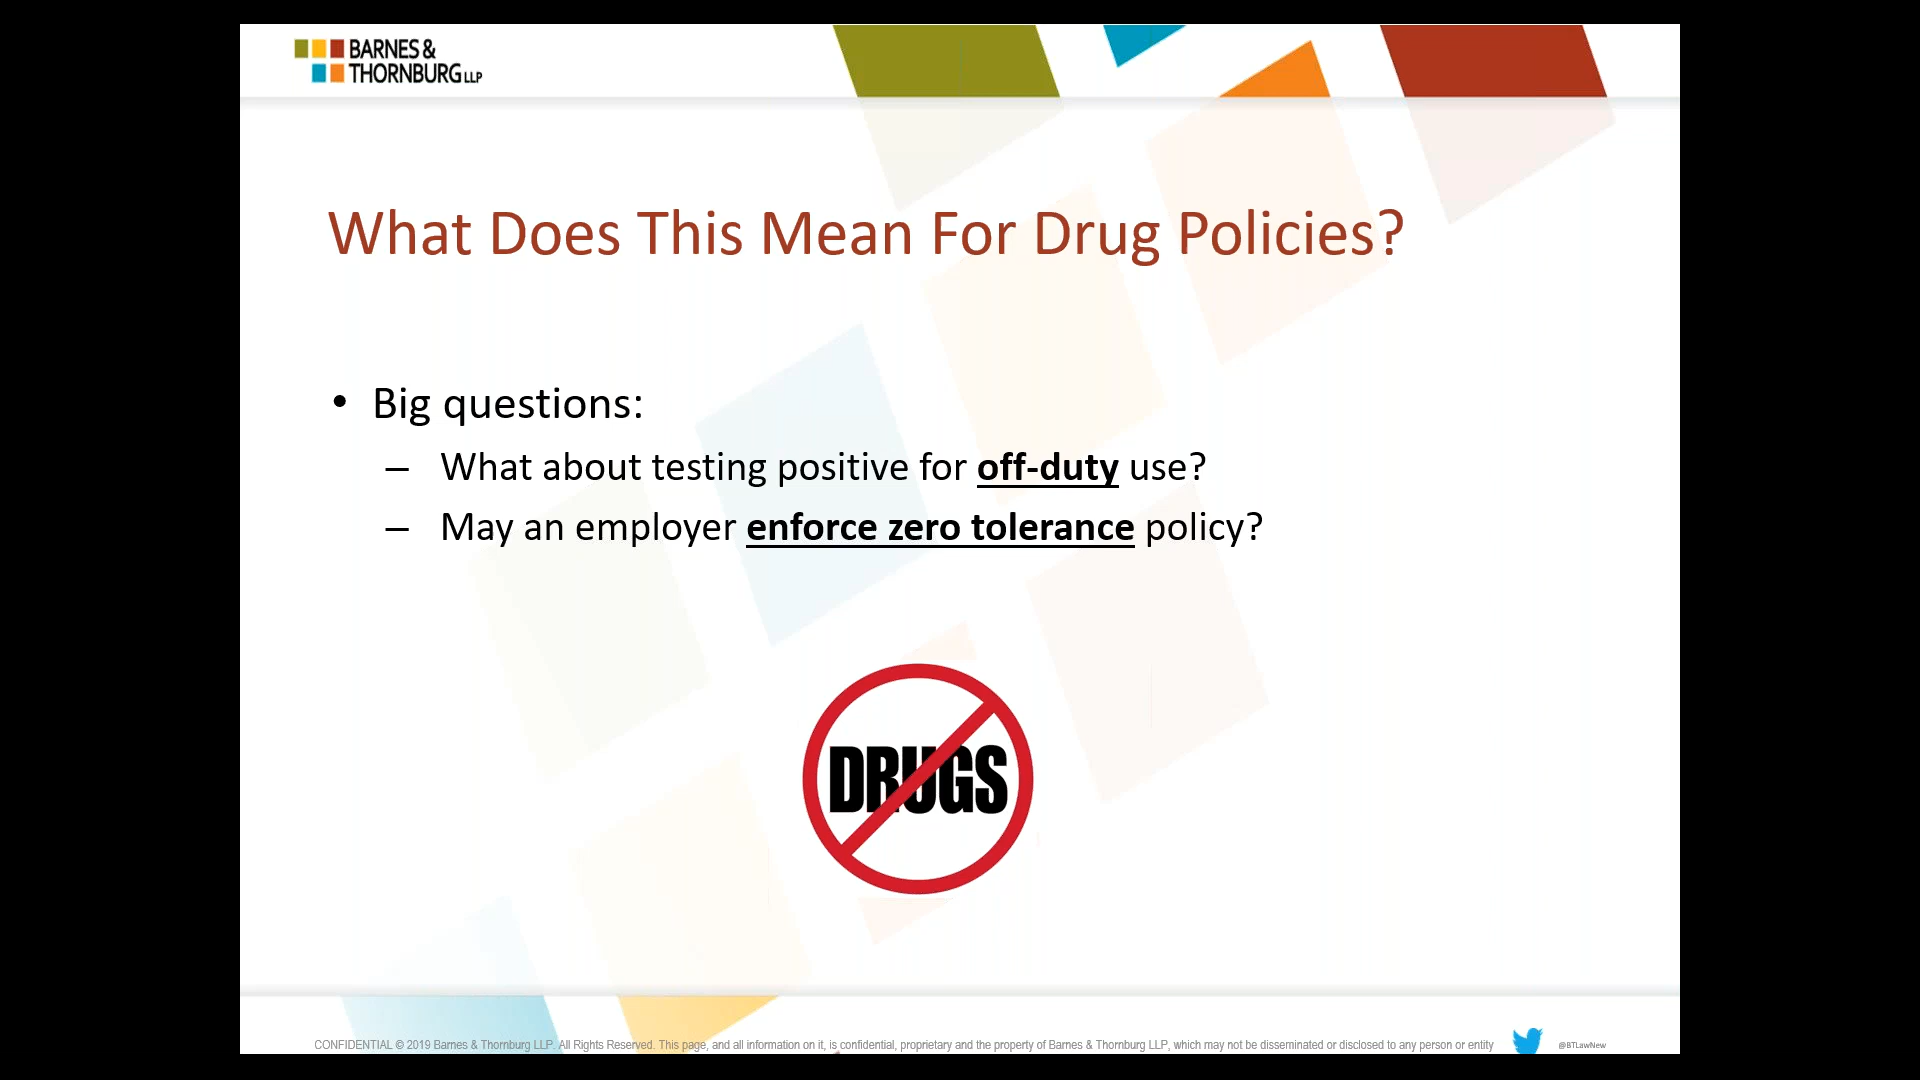 BARNES &
THORNBURG LLP
What Does This Mean For Drug Policies?
• Big questions:
– What about testing positive for off-duty use?
– May an employer enforce zero tolerance policy?
DRUGS
CONFIDENTIAL © 2019 Barnes & Thornburg LLP. All Rights Reserved. This page, and all information on it, is confidential, proprietary and the property of Barnes & Thornburg LLP, which may not be disseminated or disclosed to any person or entity
@BTLawNew